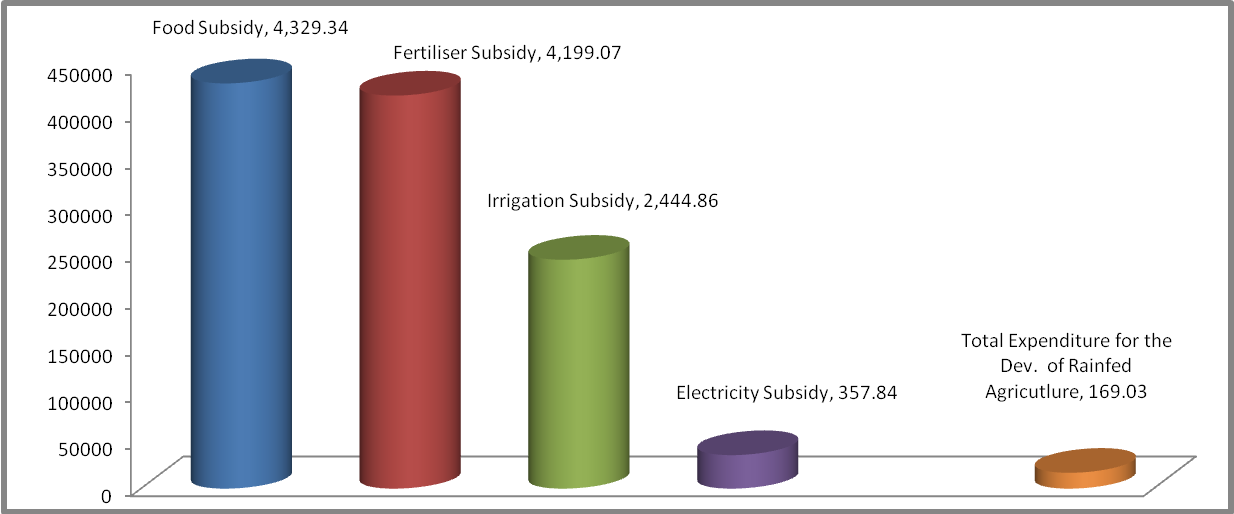 Food Subsidy, 4,329.34
Fertiliser Subsidy, 4,199.07
450000
400000
350000
300000
250000
200000
150000
100000
50000
0
Irrigation Subsidy, 2,444.86
Electricity Subsidy, 357.84
Total Expenditure for the
Dev. of Rainfed
Agricutlure, 169.03